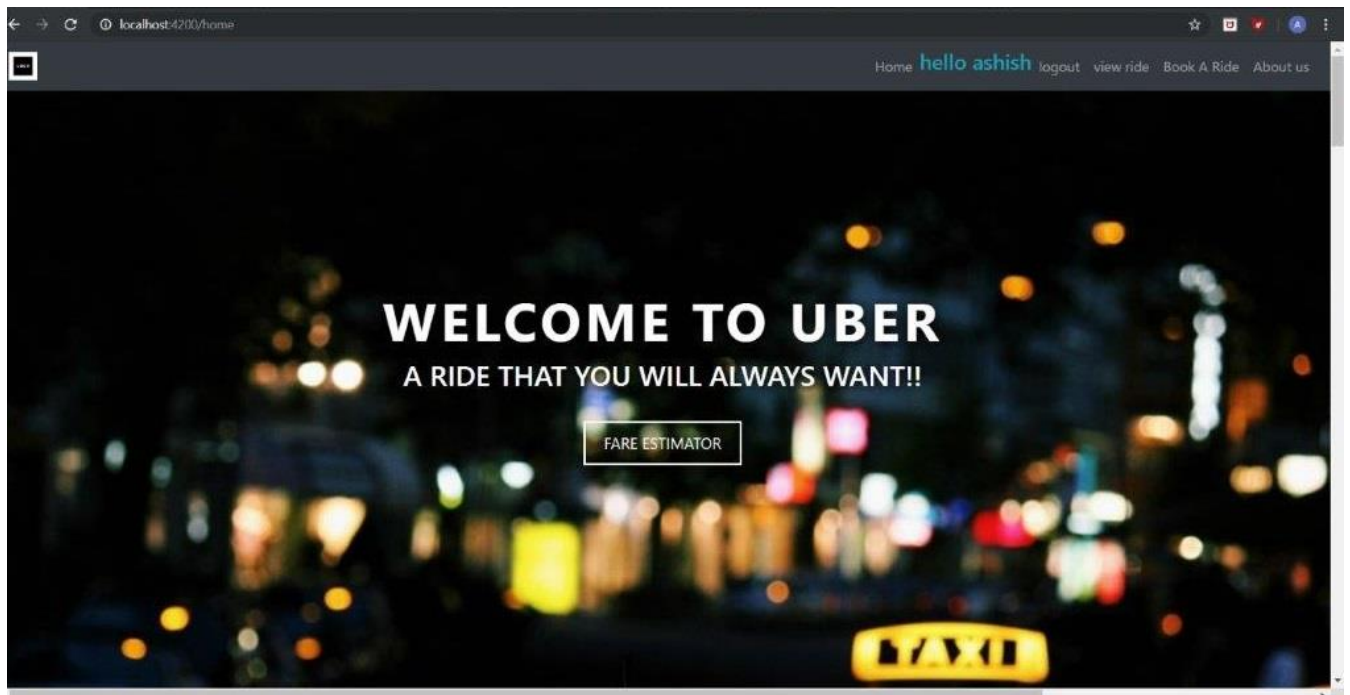 localhost:4200/home
Home hello ashish logout view ride Book A Ride About us
WELCOME TO UBER
A RIDE THAT YOU WILL ALWAYS WANT!!
FARE ESTIMATOR
TAXI